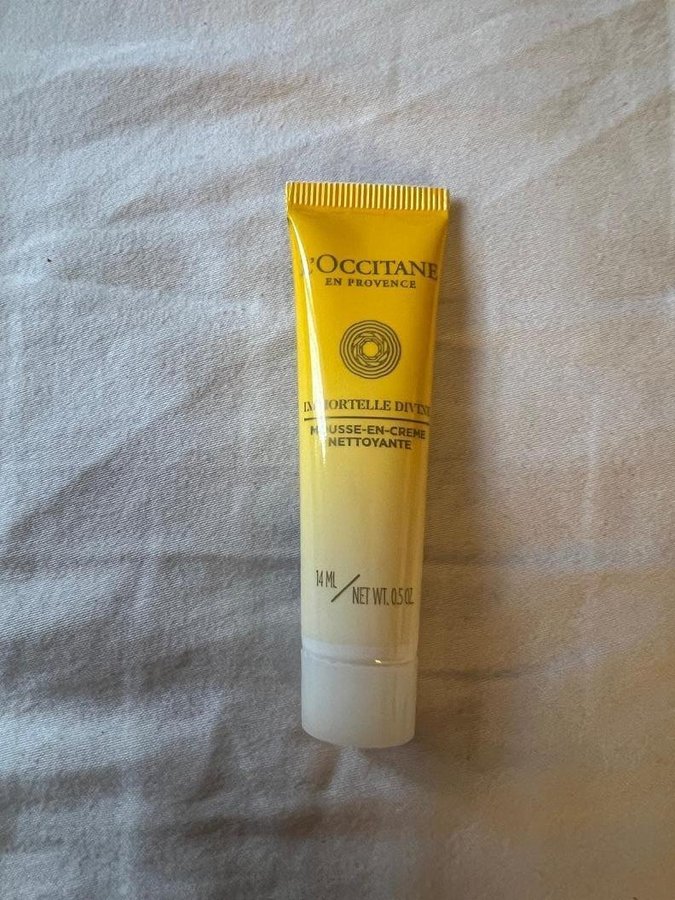 L'OCCITANE
EN PROVENCE
IMMORTELLE DIVINE
MOUSSE-EN-CREME
NETTOYANTE
14 ML / NET WT. 0.5 OZ.